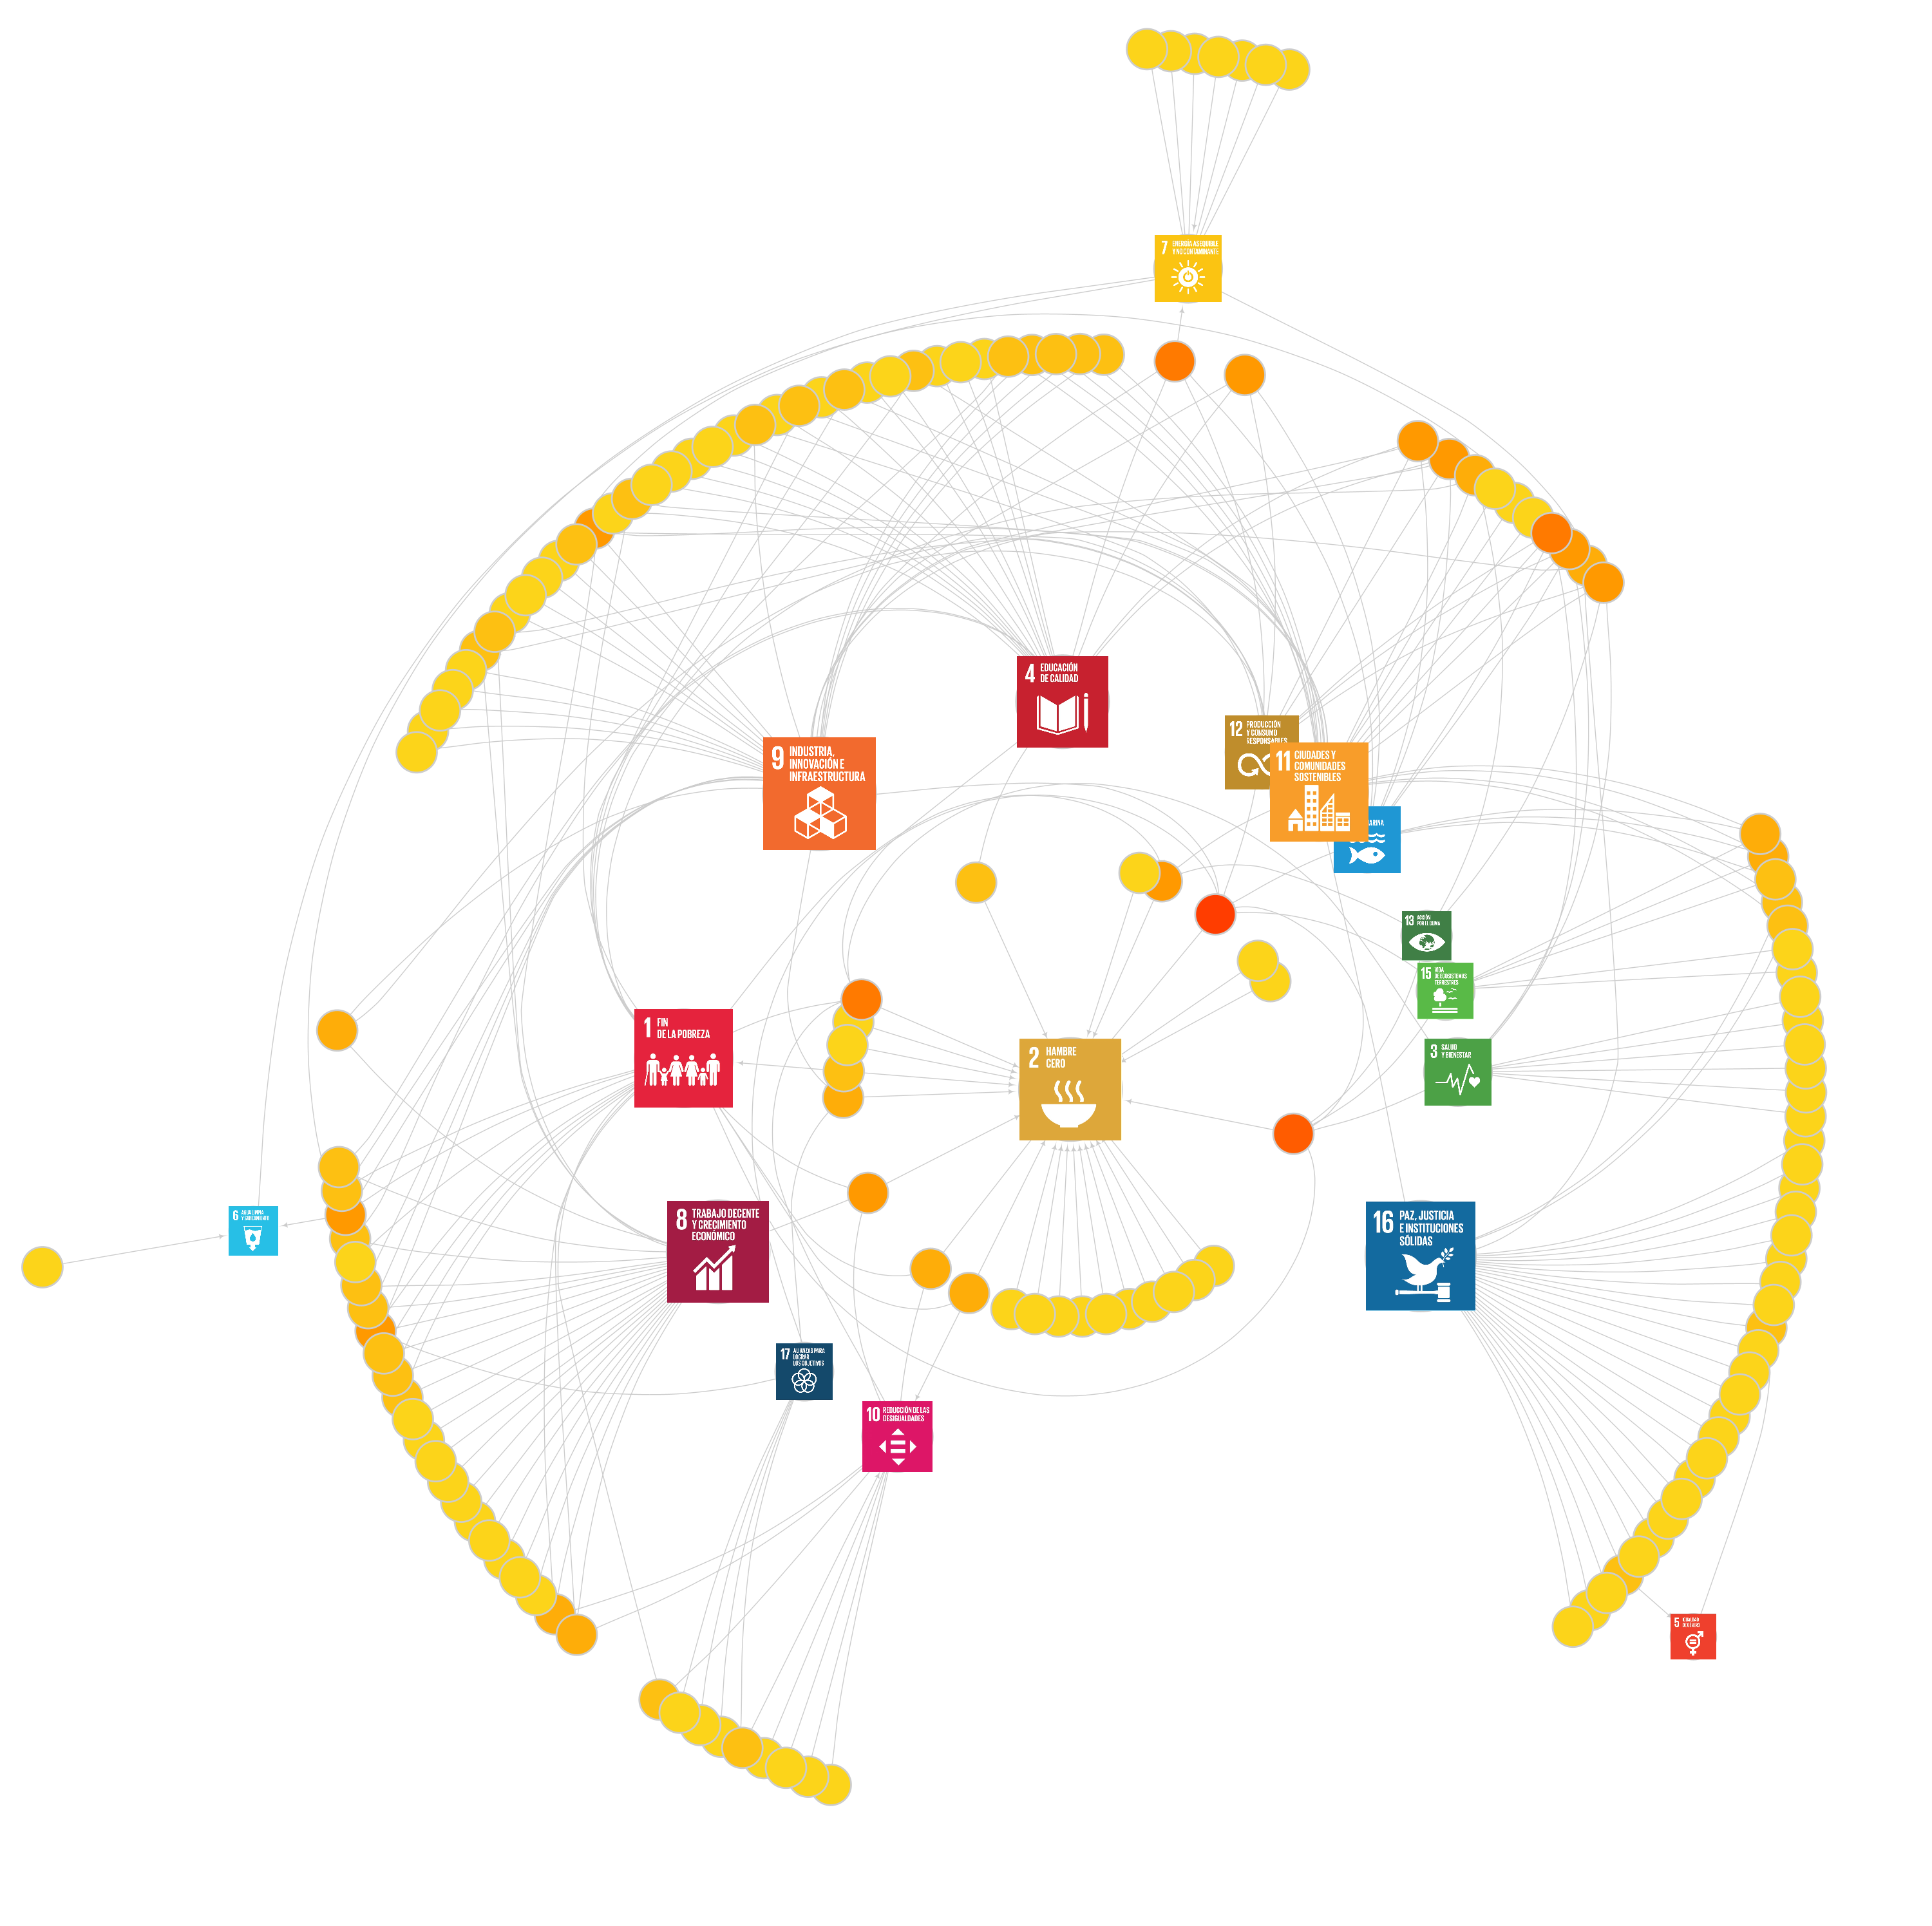 7 ENERGÍA ASEQUIBLE
Y NO CONTAMINANTE
4 EDUCACIÓN
DE CALIDAD
12 PRODUCCIÓN
Y CONSUMO
RESPONSABLES
9 INDUSTRIA,
INNOVACIÓN E
INFRAESTRUCTURA
11 CIUDADES Y
COMUNIDADES
SOSTENIBLES
13 ACCIÓN
POR EL CLIMA
15 VIDA
DE ECOSISTEMAS
TERRESTRES
1 FIN
DE LA POBREZA
2 HAMBRE
CERO
3 SALUD
Y BIENESTAR
6 AGUA LIMPIA
Y SANEAMIENTO
8 TRABAJO DECENTE
Y CRECIMIENTO
ECONÓMICO
16 PAZ, JUSTICIA
E INSTITUCIONES
SÓLIDAS
17 ALIANZAS PARA
LOGRAR
LOS OBJETIVOS
10 REDUCCIÓN DE LAS
DESIGUALDADES
5 IGUALDAD
DE GÉNERO